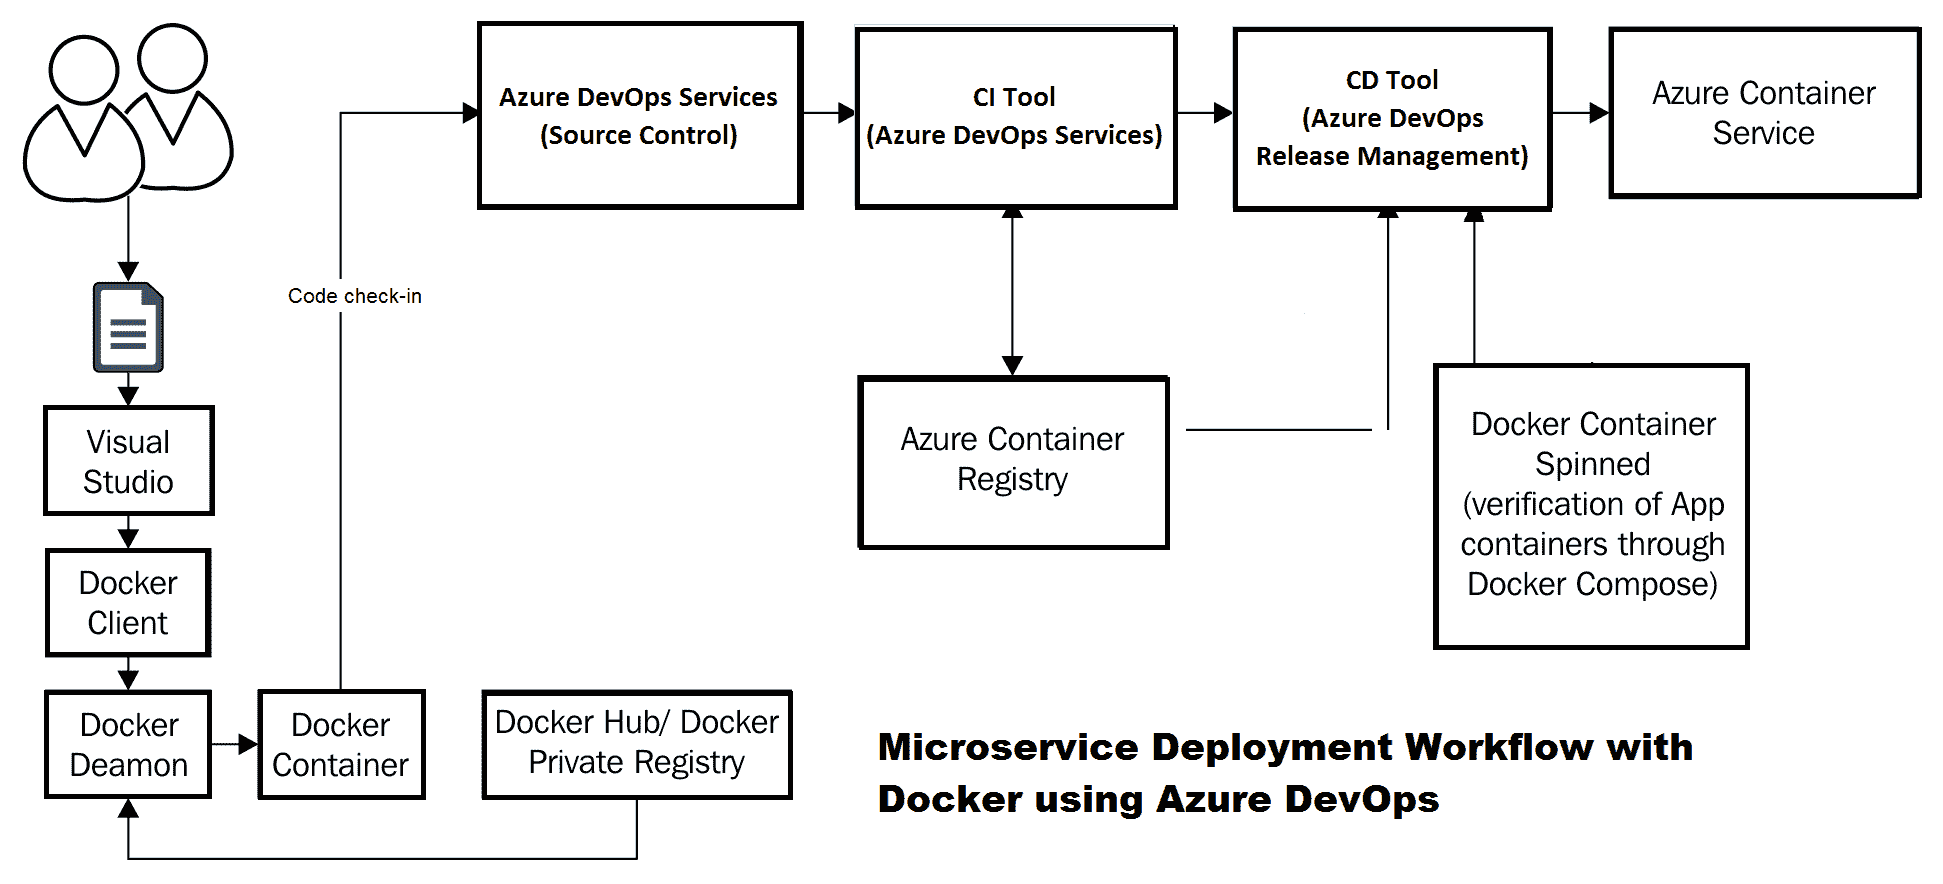 Azure DevOps Services
(Source Control)
CI Tool
(Azure DevOps Services)
CD Tool
(Azure DevOps
Release Management)
Azure Container
Service
Code check-in
Visual
Studio
Docker
Client
Docker
Deamon
Docker
Container
Docker Hub/ Docker
Private Registry
Azure Container
Registry
Docker Container
Spinned
(verification of App
containers through
Docker Compose)
Microservice Deployment Workflow with
Docker using Azure DevOps